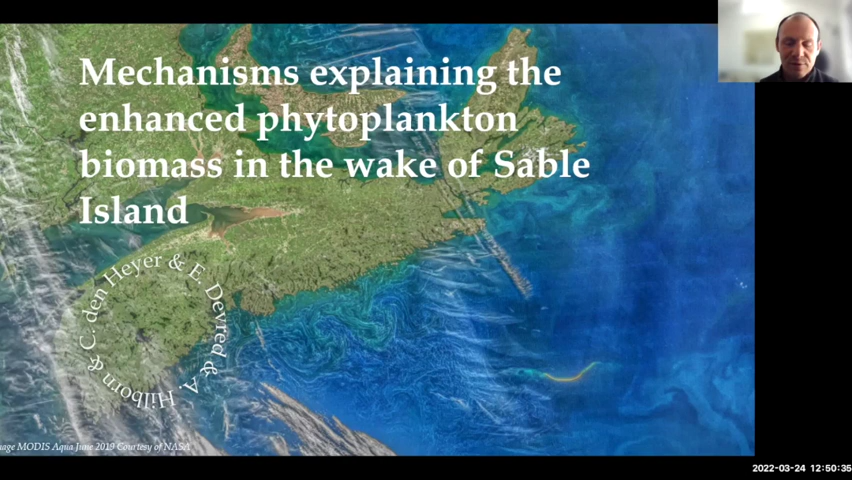 Mechanisms explaining the
enhanced phytoplankton
biomass in the wake of Sable
Island
C. den Heyer & E. Devred & A. Hilborn &
mage MODIS Aqua June 2019 Courtesy of NASA
2022-03-24 12:50:35